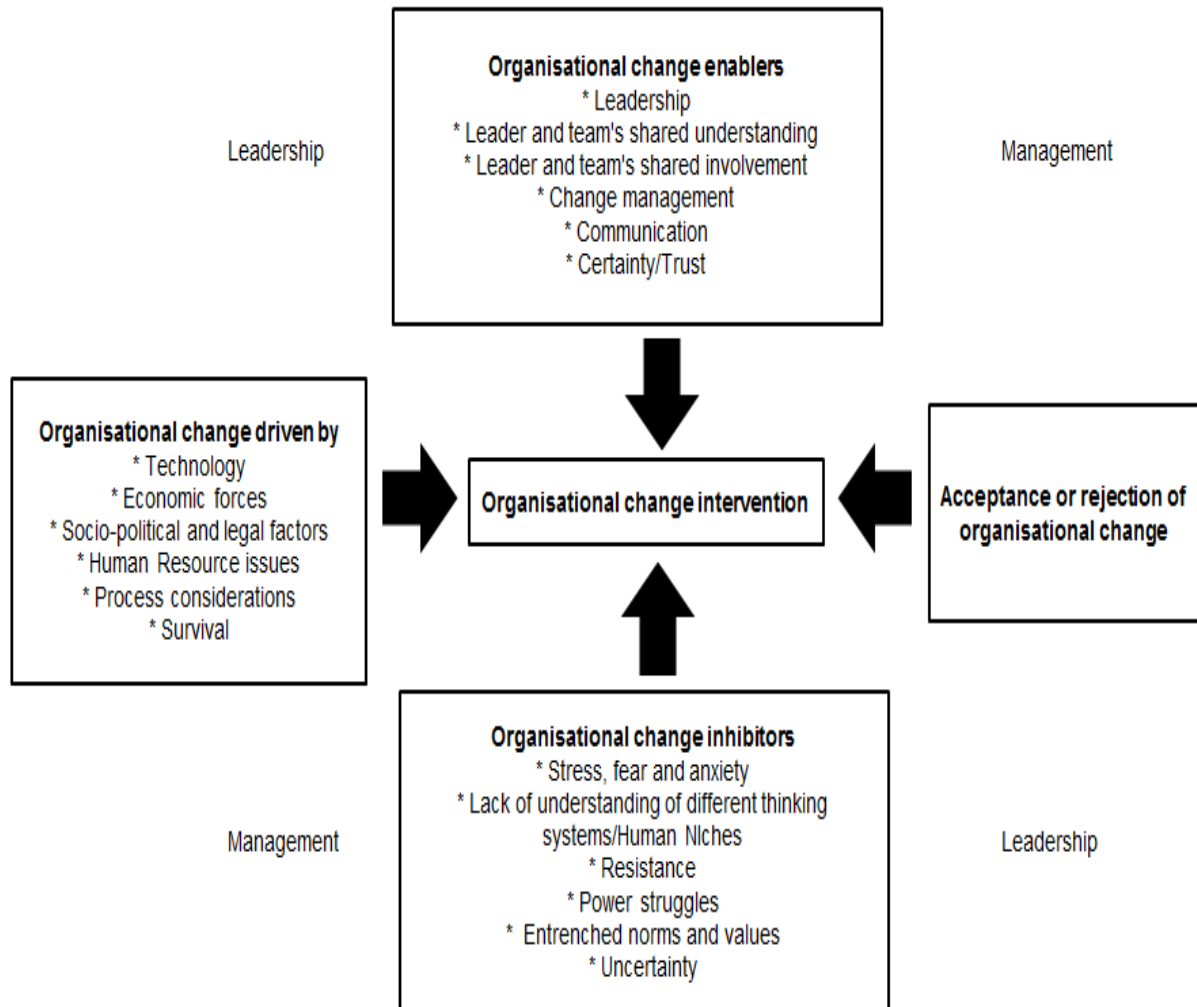 Organisational change enablers
* Leadership
* Leader and team's shared understanding
* Leader and team's shared involvement
* Change management
* Communication
* Certainty/Trust
Leadership
Management
Organisational change driven by
* Technology
* Economic forces
* Socio-political and legal factors
* Human Resource issues
* Process considerations
* Survival
Organisational change intervention
Acceptance or rejection of
organisational change
Organisational change inhibitors
* Stress, fear and anxiety
* Lack of understanding of different thinking
systems/Human NIches
* Resistance
* Power struggles
* Entrenched norms and values
* Uncertainty
Management
Leadership